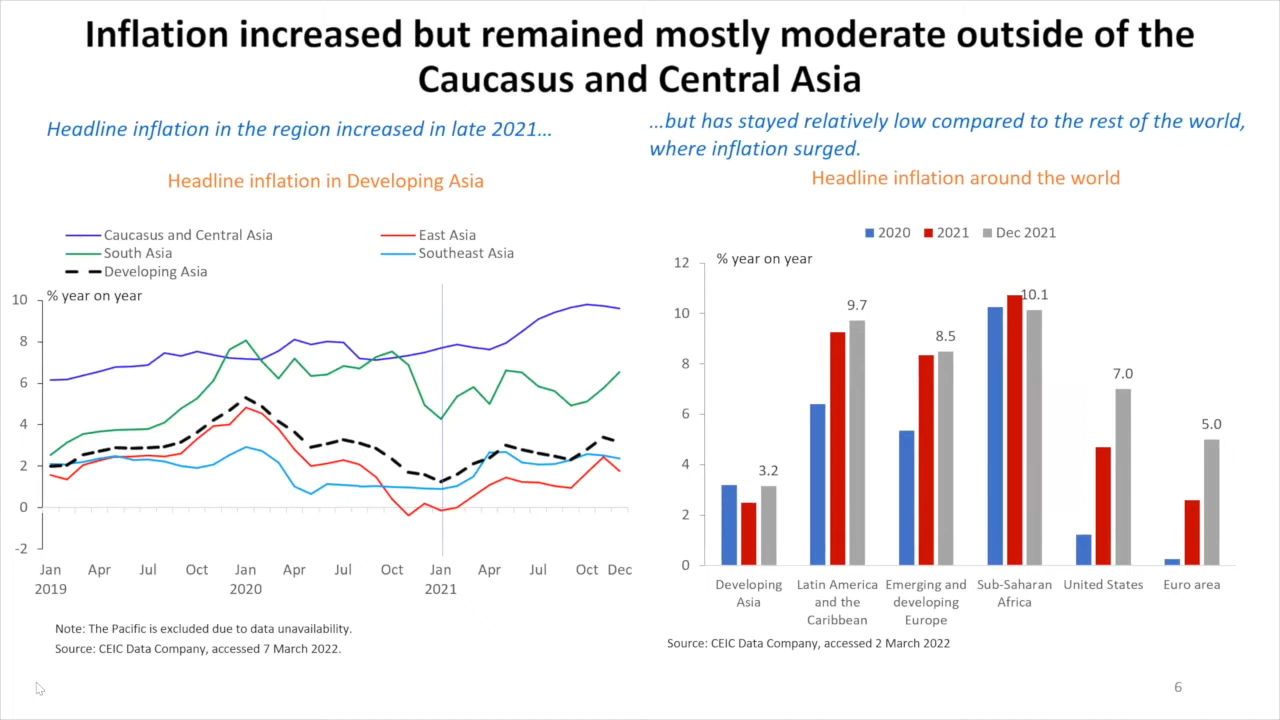 Inflation increased but remained mostly moderate outside of the
Caucasus and Central Asia
Headline inflation in the region increased in late 2021…
Headline inflation in Developing Asia
Caucasus and Central Asia
East Asia
South Asia
Southeast Asia
Developing Asia
% year on year
10
8
6
4
2
0
-2
Jan Apr Jul Oct Jan Apr Jul Oct Jan Apr Jul Oct Dec
2019 2020 2021
Note: The Pacific is excluded due to data unavailability.
Source: CEIC Data Company, accessed 7 March 2022.
…but has stayed relatively low compared to the rest of the world,
where inflation surged.
Headline inflation around the world
2020 2021 Dec 2021
% year on year
12
10
8
6
4
2
0
3.2
9.7
8.5
10.1
7.0
5.0
Developing
Asia
Latin America
and the
Caribbean
Emerging and
developing
Europe
Sub-Saharan
Africa
United States
Euro area
Source: CEIC Data Company, accessed 2 March 2022
6